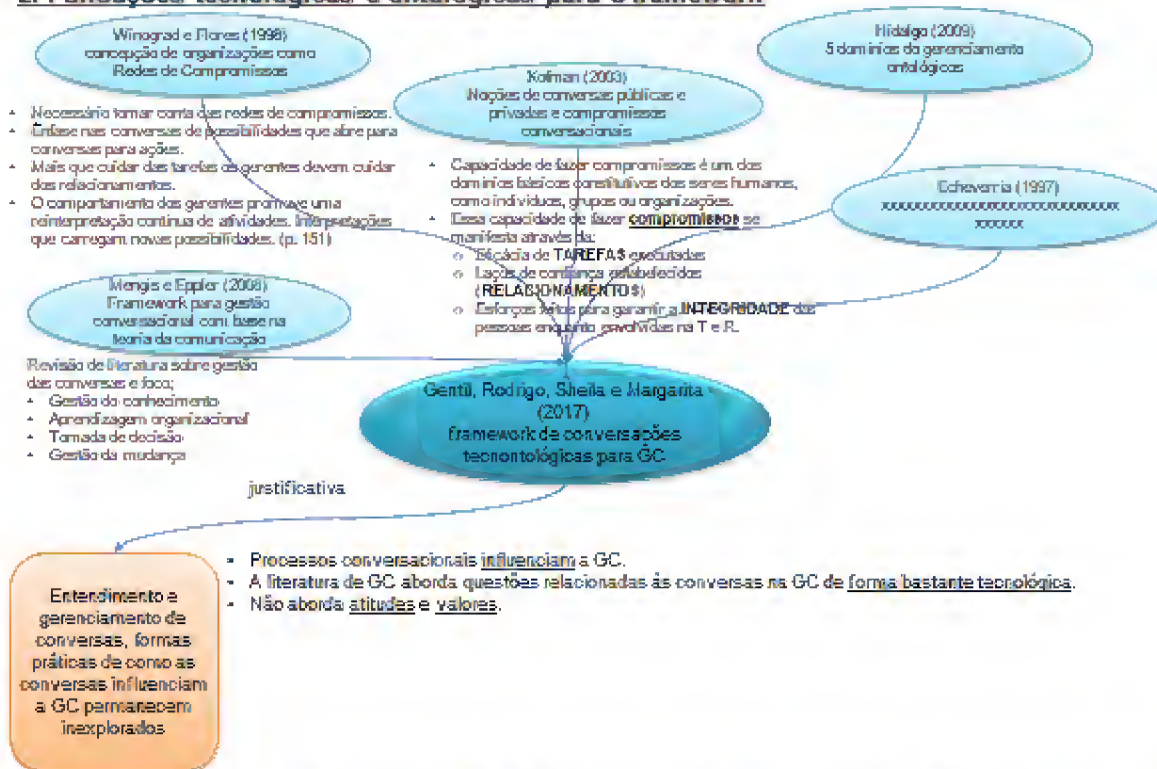 2. Fundações tecnológicas e ontológicas para o framework
Winograd e Flores (1998)
concepção de organizações como
Redes de Compromissos
Hidalgo (2009)
5 domínios do gerenciamento
ontológicos
Kofman (2003)
Noções de conversas públicas e
privadas e compromissos
conversacionais
Echeverria (1997)
• Necessário tomar conta das redes de compromissos.
• Ênfase nas conversas de possibilidades que abre para
conversas para ações.
• Mais que cuidar das tarefas os gerentes devem cuidar
dos relacionamentos.
• O comportamento dos gerentes promove uma
reinterpretação contínua de atividades. Interpretações
que carregam novas possibilidades. (p. 151)
• Capacidade de fazer compromissos é um dos
domínios básicos constitutivos dos seres humanos,
como indivíduos, grupos ou organizações.
• Essa capacidade de fazer compromissos se
manifesta através da:
o Eficácia de TAREFAS executadas
o Laços de confiança estabelecidos
(RELACIONAMENTOS)
o Esforços feitos para garantir a INTEGRIDADE das
pessoas enquanto envolvidas na T e R.
Mengis e Eppler (2008)
Framework para gestão
conversacional com base na
teoria da comunicação
Revisão de literatura sobre gestão
das conversas e foco;
• Gestão do conhecimento
• Aprendizagem organizacional
• Tomada de decisão
• Gestão da mudança
Gentil, Rodrigo, Sheila e Margarita -
(2017)
framework de conversações
tecnontológicas para GC
justificativa
Entendimento e
gerenciamento de
conversas, formas
práticas de como as
conversas influenciam
a GC permanecem
inexplorados
• Processos conversacionais influenciam a GC.
• A literatura de GC aborda questões relacionadas às conversas na GC de forma bastante tecnológica.
• Não aborda atitudes e valores.